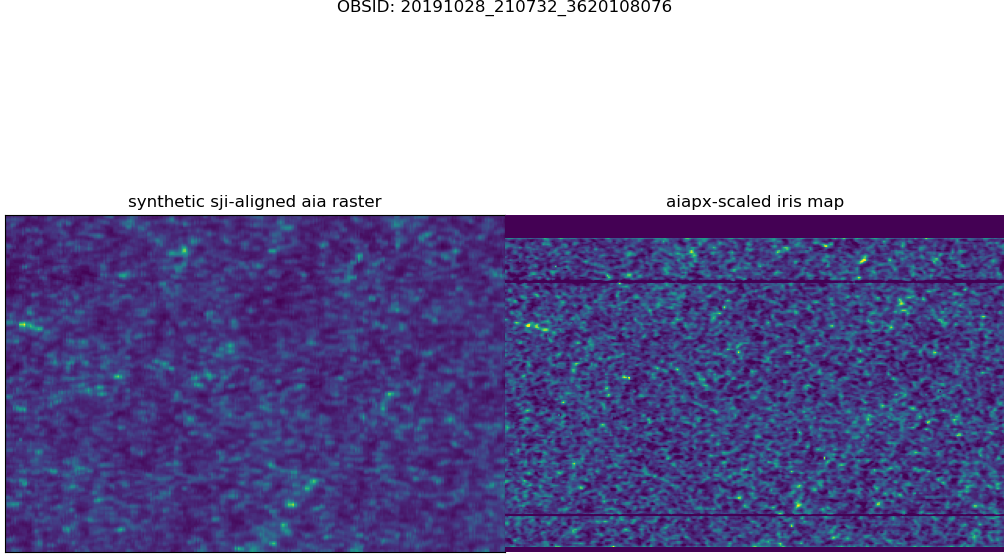 OBSID: 20191028_210732_3620108076
synthetic sji-aligned aia raster
aiapx-scaled iris map